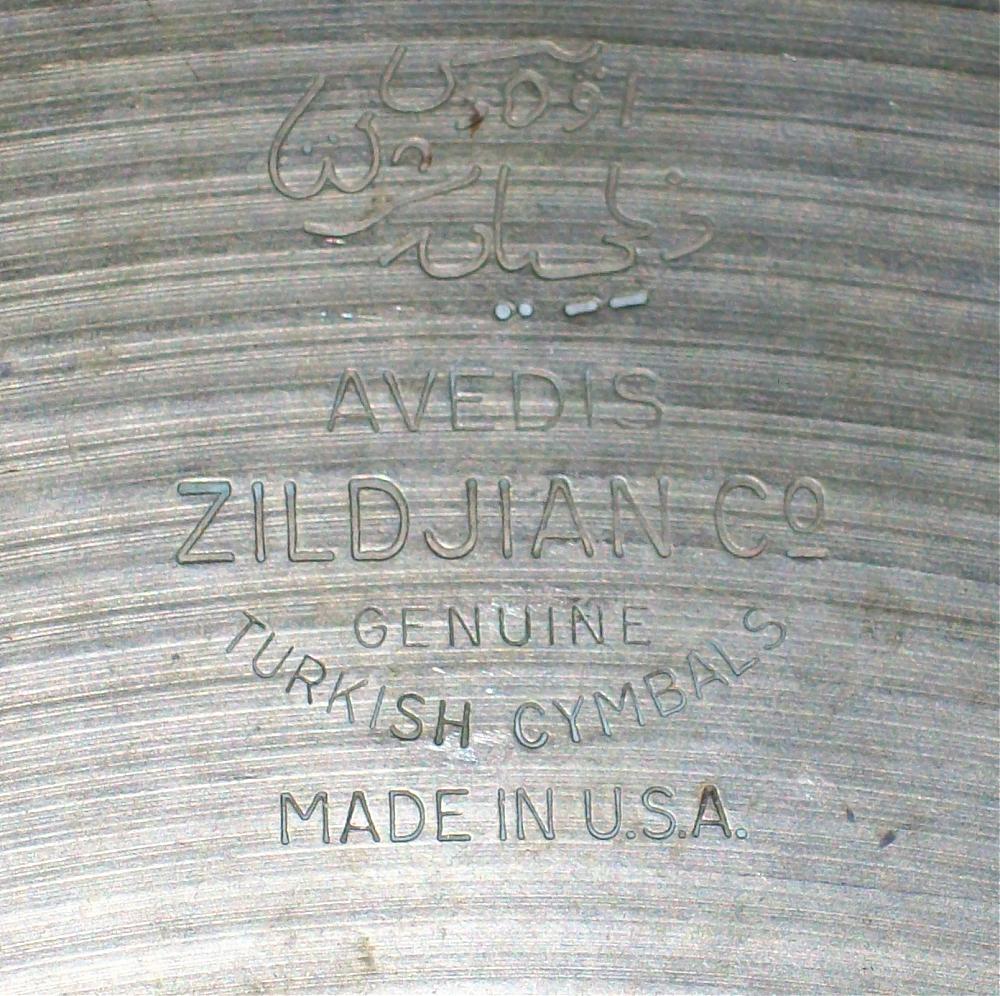 AVEDIS
ZILDJIAN Cº
GENUINE
TURKISH CYMBALS
MADE IN U.S.A.